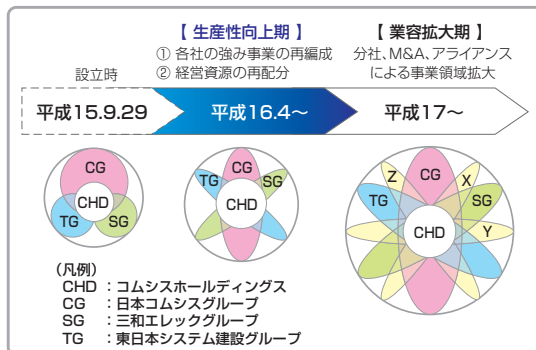 【 生産性向上期 】
【 業容拡大期 】
設立時
① 各社の強み事業の再編成
② 経営資源の再配分
分社、M&A、アライアンス
による事業領域拡大
平成15.9.29
平成16.4～
平成17～
CG
CHD
TG
SG
CG
TG
SG
CHD
CG
Z
X
TG
SG
Y
CHD
(凡例)
CHD :コムシスホールディングス
CG :日本コムシスグループ
SG :三和エレックグループ
TG :東日本システム建設グループ